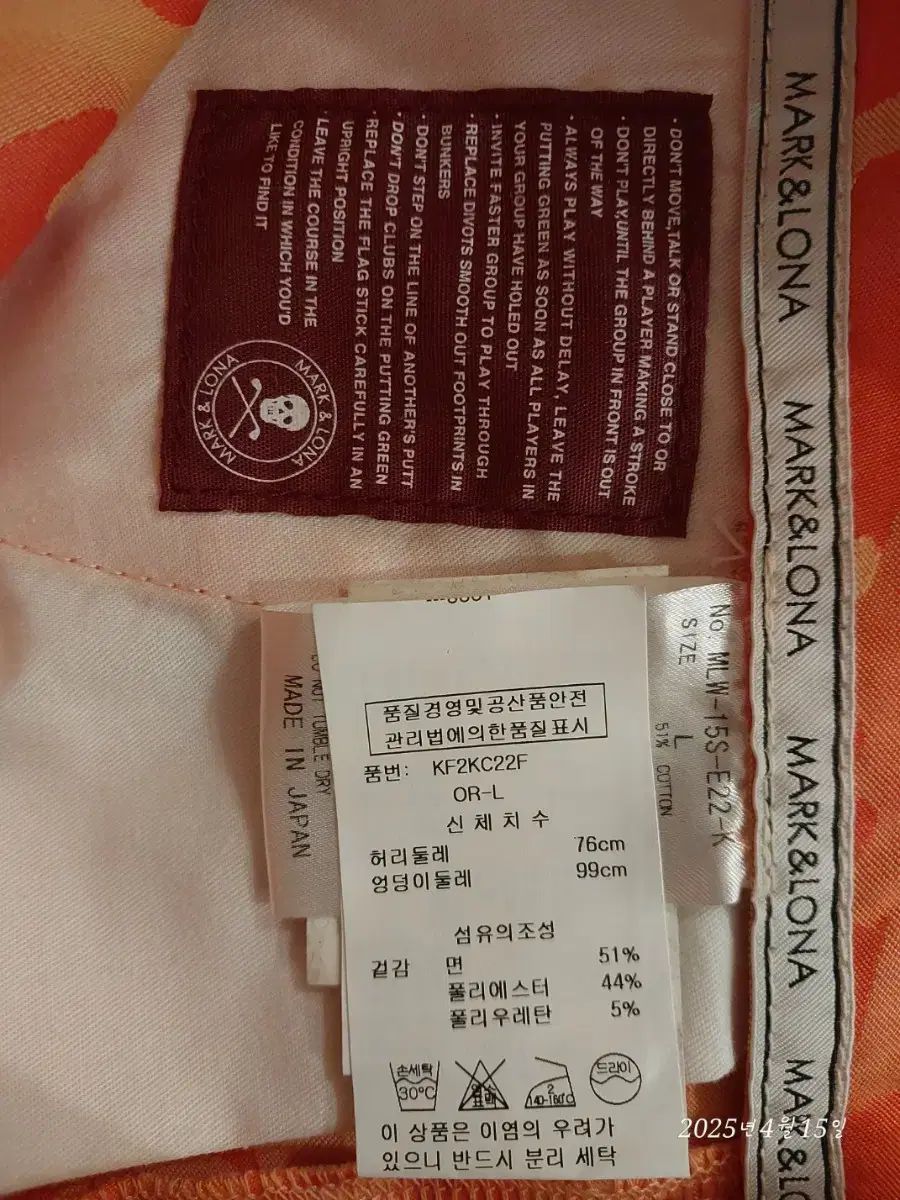 · DON'T MOVE, TALK OR STAND CLOSE TO OR
DIRECTLY BEHIND A PLAYER MAKING A STROKE
· DON'T PLAY, UNTIL THE GROUP IN FRONT IS OUT
OF THE WAY
· ALWAYS PLAY WITHOUT DELAY, LEAVE THE
PUTTING GREEN AS SOON AS ALL PLAYERS IN
YOUR GROUP HAVE HOLED OUT
· INVITE FASTER GROUP TO PLAY THROUGH
· REPLACE DIVOTS SMOOTH OUT FOOTPRINTS IN
BUNKERS
· DON'T STEP ON THE LINE OF ANOTHER'S PUTT
· DON'T DROP CLUBS ON THE PUTTING GREEN
· REPLACE THE FLAG STICK CAREFULLY IN AN
UPRIGHT POSITION
· LEAVE THE COURSE IN THE
CONDITION IN WHICH YOU'D
LIKE TO FIND IT
MARK & LONA
MARK & LONA
MARK&LONA
MARK&LONA
MARK&LONA
MARK&L
No. MLW-15S-E22-K
SIZE L
51% COTTON
DO NOT TUMBLE DRY
MADE IN JAPAN
품질경영및공산품안전
관리법에의한품질표시
품번: KF2KC22F
OR-L
신체치수
허리둘레 76cm
엉덩이둘레 99cm
섬유의조성
겉감 면 51%
폴리에스터 44%
폴리우레탄 5%
손세탁
30℃
염소
표백
2
140-160℃
드라이
이 상품은 이염의 우려가
있으니 반드시 분리 세탁
2025년 4월 15일